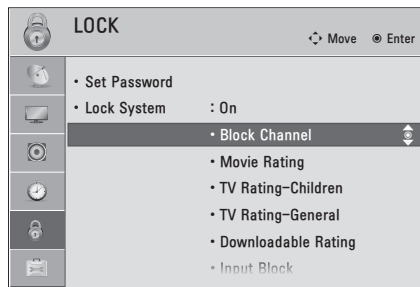 LOCK
Move Enter
• Set Password
• Lock System : On
• Block Channel
• Movie Rating
• TV Rating-Children
• TV Rating-General
• Downloadable Rating
• Input Block